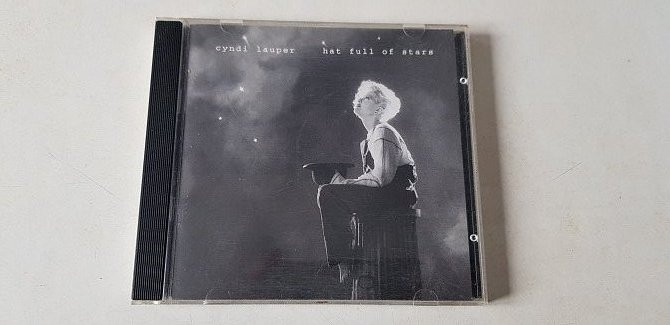 cyndi lauper hat full of stars